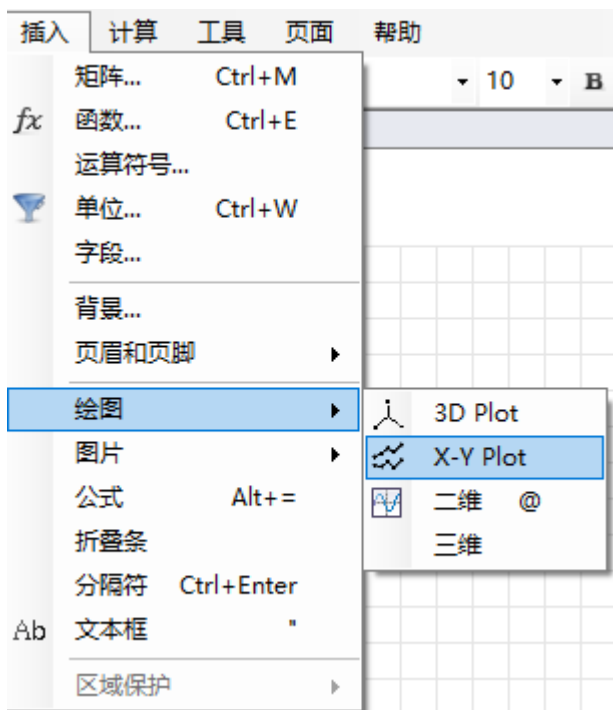 插入 计算 工具 页面 帮助
10 B
矩阵... Ctrl+M
fx 函数... Ctrl+E
运算符号...
单位... Ctrl+W
字段...
背景...
页眉和页脚
绘图
3D Plot
图片
X-Y Plot
公式 Alt+=
二维 @
折叠条
三维
分隔符 Ctrl+Enter
Ab 文本框 "
区域保护